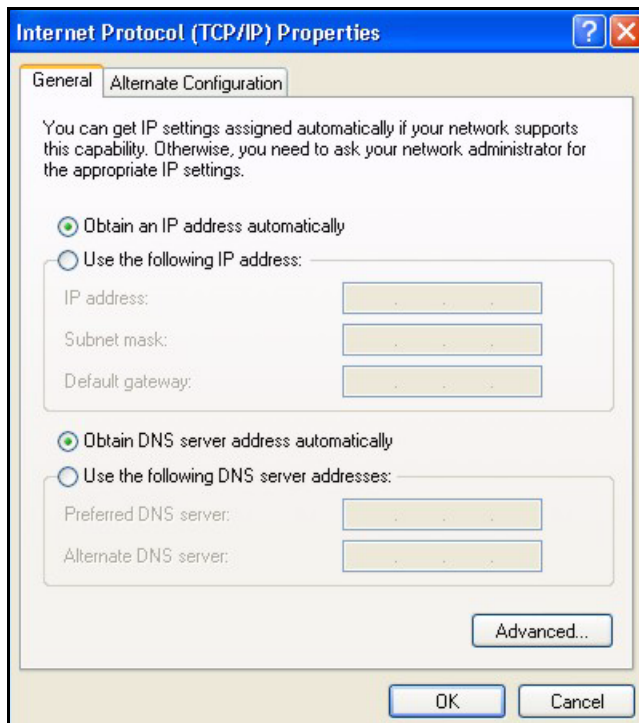 Internet Protocol (TCP/IP) Properties
General
Alternate Configuration
You can get IP settings assigned automatically if your network supports
this capability. Otherwise, you need to ask your network administrator for
the appropriate IP settings.
Obtain an IP address automatically
Use the following IP address:
IP address:
Subnet mask:
Default gateway:
Obtain DNS server address automatically
Use the following DNS server addresses:
Preferred DNS server:
Alternate DNS server:
Advanced...
OK
Cancel